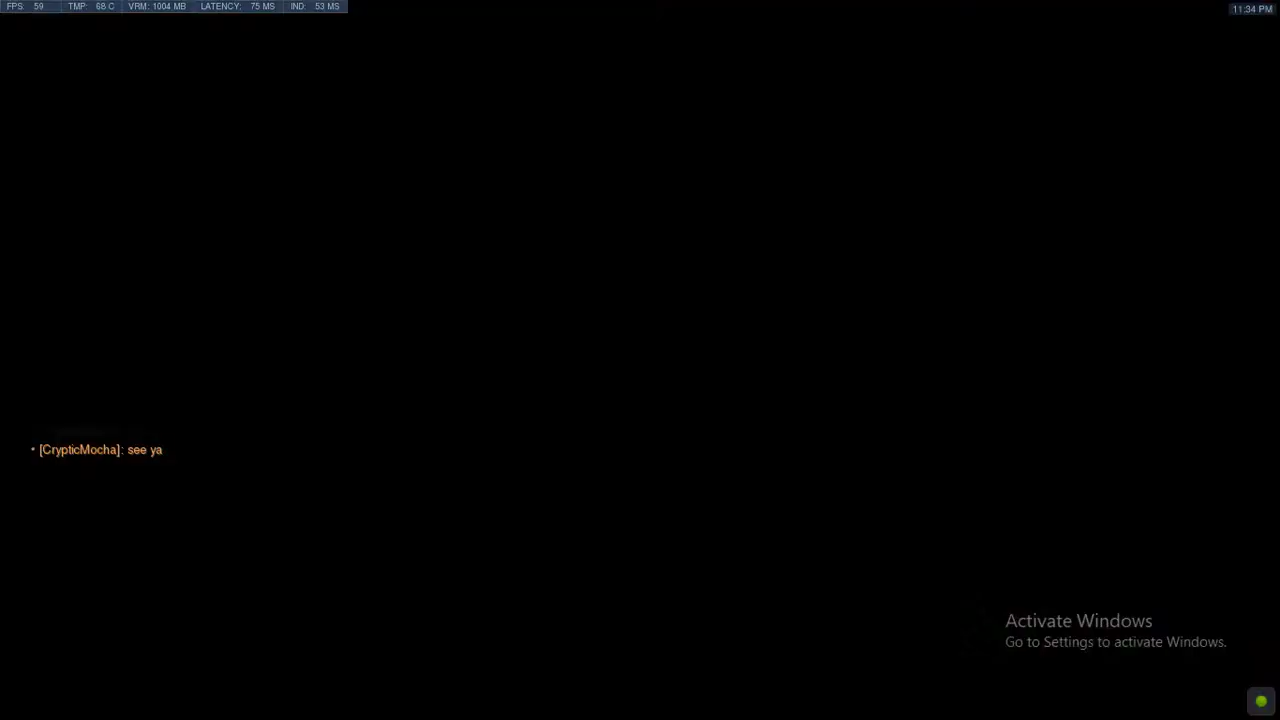 FPS: 59 TMP: 68 C VRM: 1004 MB LATENCY: 75 MS IND: 53 MS
11:34 PM
• [CrypticMocha]: see ya
Activate Windows
Go to Settings to activate Windows.